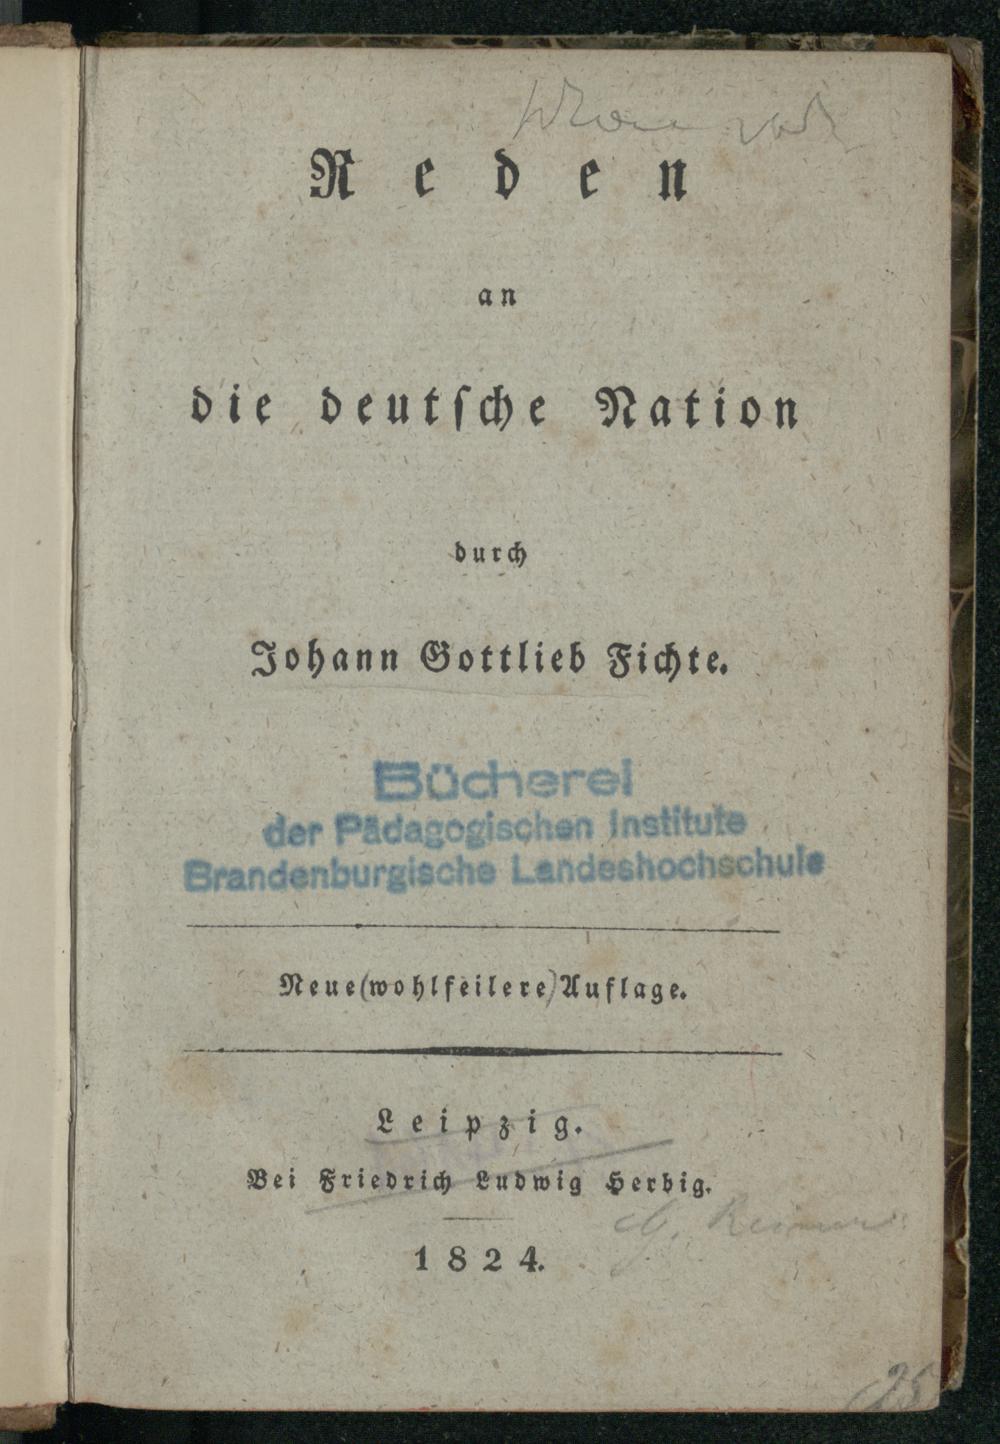 Reden
an
die deutſche Nation
durch
Johann Gottlieb Fichte.
Bücherei
der Pädagogischen Institute
Brandenburgische Landeshochschule
Neue (wohlfeilere) Auflage.
Leipzig.
Bei Friedrich Ludwig Herbig.
G. Reimer
1824.